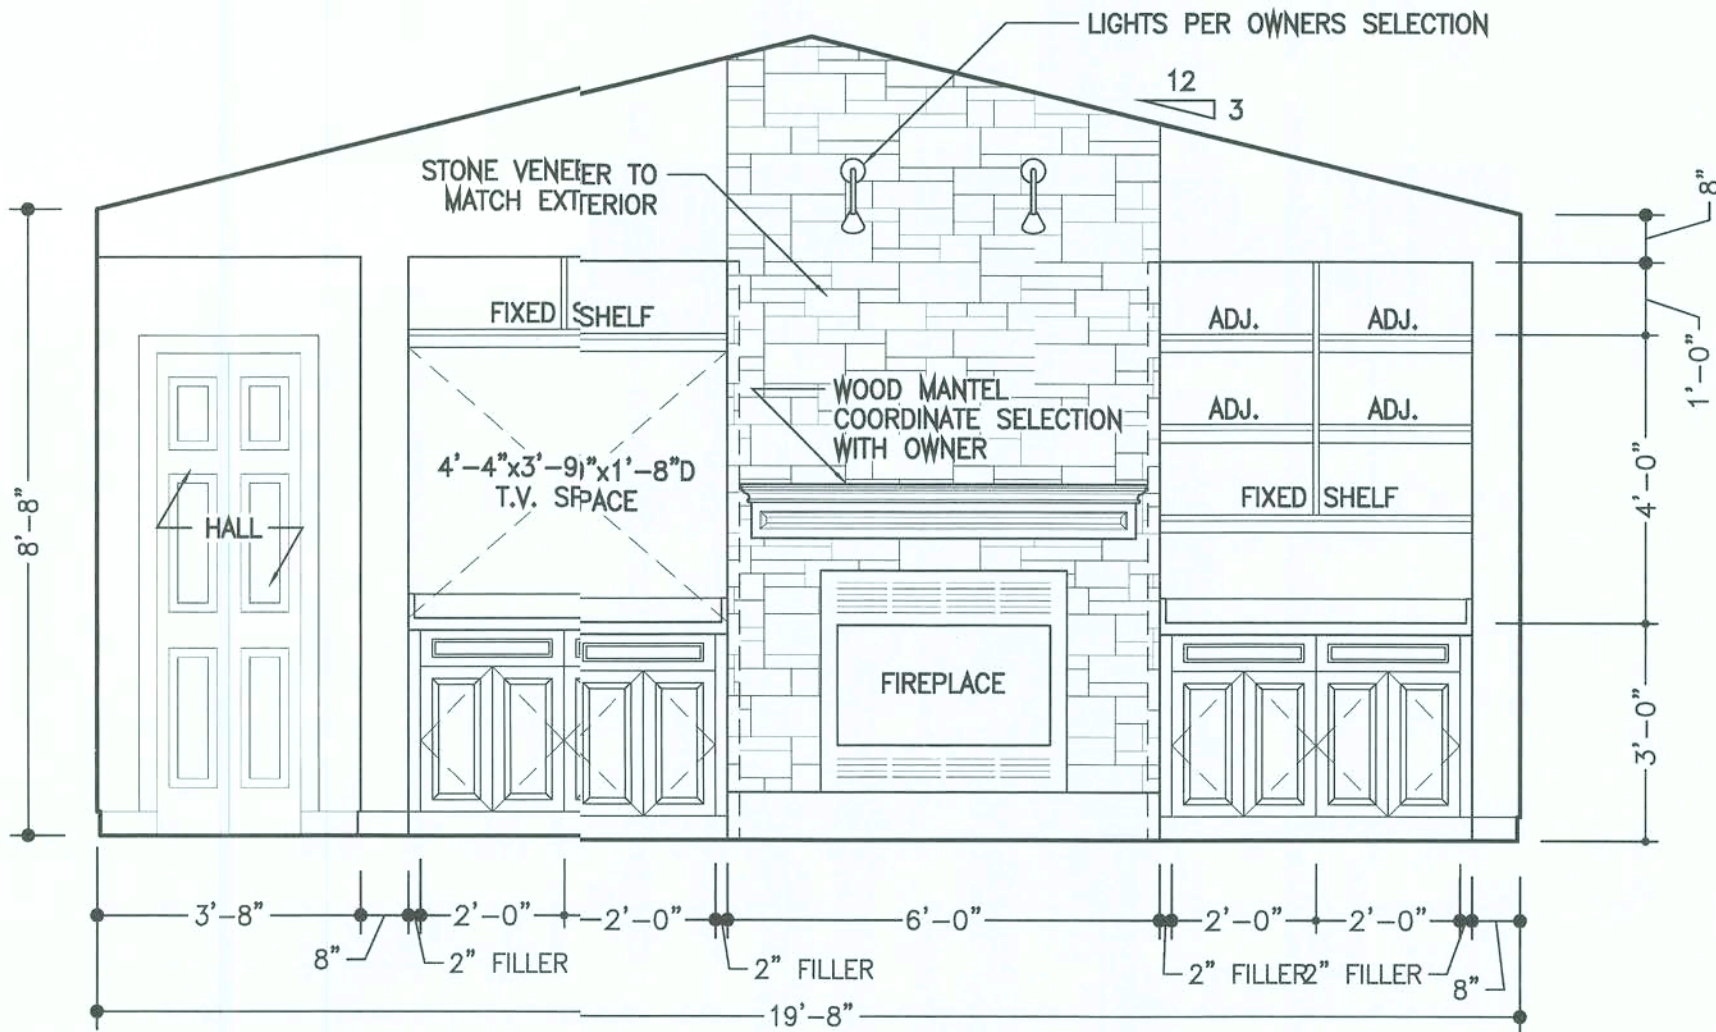 LIGHTS PER OWNERS SELECTION
12
3
STONE VENEER TO
MATCH EXTERIOR
8"
FIXED SHELF
ADJ.
ADJ.
1'-0"
WOOD MANTEL
COORDINATE SELECTION
WITH OWNER
ADJ.
ADJ.
4'-4"x3'-9"x1'-8"D
T.V. SPACE
FIXED SHELF
4'-0"
8'-8"
HALL
FIREPLACE
3'-0"
3'-8"
2'-0"
2'-0"
6'-0"
2'-0"
2'-0"
8"
2" FILLER
2" FILLER
2" FILLER
2" FILLER
8"
19'-8"